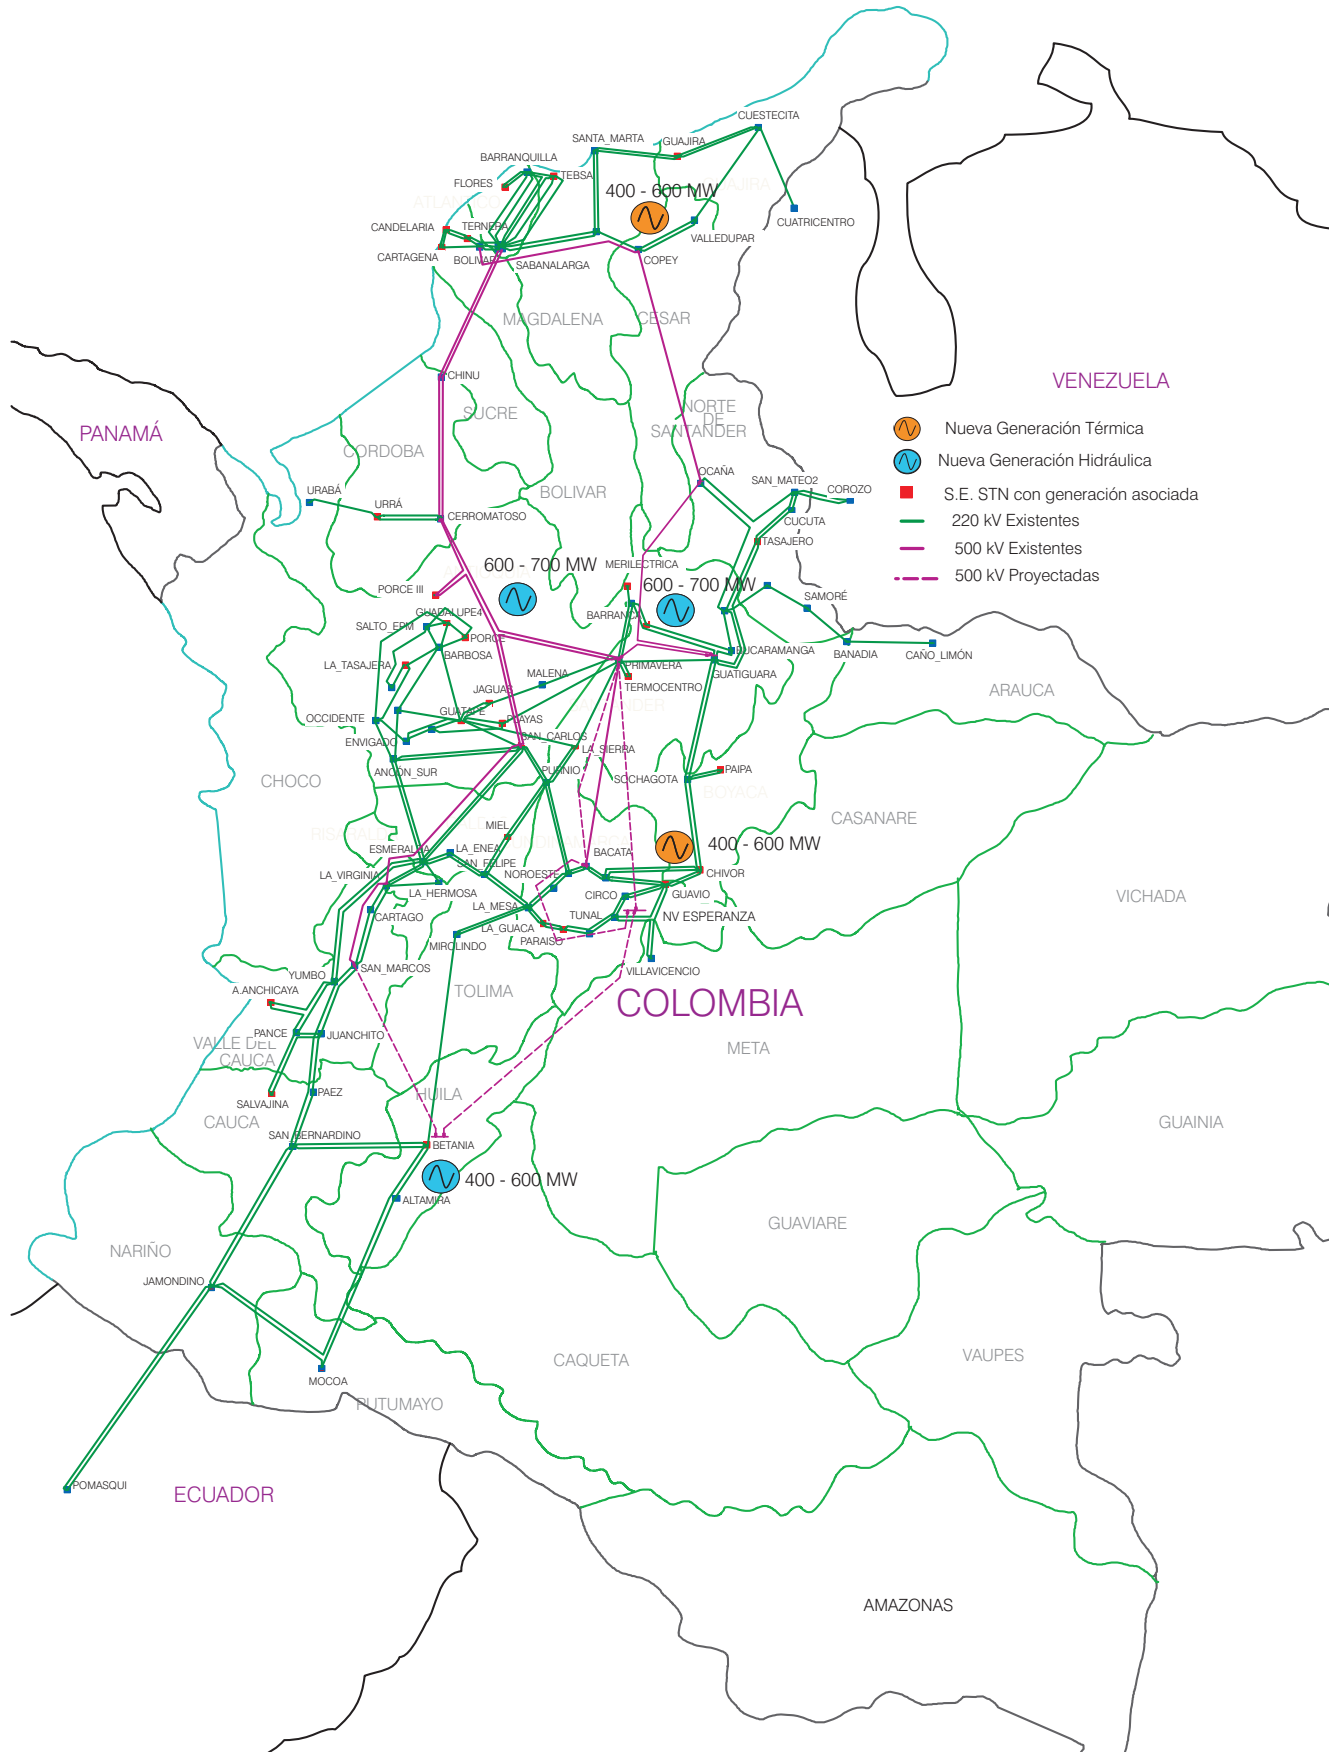 CUESTECITA
SANTA_MARTA
GUAJIRA
BARRANQUILLA
TEBSA
FLORES
400 - 600 MW
CUATRICENTRO
CANDELARIA
TERNERA
VALLEDUPAR
CARTAGENA
BOLIVAR
SABANALARGA
COPEY
MAGDALENA
CESAR
CHINU
VENEZUELA
SUCRE
NORTE
DE
SANTANDER
PANAMÁ
CORDOBA
Nueva Generación Térmica
Nueva Generación Hidráulica
S.E. STN con generación asociada
220 kV Existentes
500 kV Existentes
500 kV Proyectadas
OCAÑA
SAN_MATEO2
COROZO
URABÁ
URRÁ
BOLIVAR
CERROMATOSO
CUCUTA
TASAJERO
600 - 700 MW
MERILECTRICA
600 - 700 MW
PORCE III
SAMORÉ
GUADALUPE4
BARRANCA
SALTO_EPM
PORCE
BARBOSA
BUCARAMANGA
BANADIA
CAÑO_LIMÓN
LA_TASAJERA
MALENA
PRIMAVERA
GUATIGUARA
TERMOCENTRO
ARAUCA
JAGUAS
OCCIDENTE
GUATAPE
PLAYAS
ENVIGADO
SAN_CARLOS
LA_SIERRA
ANCÓN_SUR
PURNIO
SOCHAGOTA
PAIPA
CHOCO
BOYACA
CASANARE
MIEL
400 - 600 MW
ESMERALDA
LA_ENEA
SAN_FELIPE
BACATA
LA_VIRGINIA
NOROESTE
CHIVOR
LA_HERMOSA
CIRCO
GUAVIO
VICHADA
CARTAGO
LA_MESA
TUNAL
NV ESPERANZA
LA_GUACA
PARAISO
MIROLINDO
SAN_MARCOS
VILLAVICENCIO
YUMBO
A.ANCHICAYA
TOLIMA
COLOMBIA
PANCE
JUANCHITO
VALLE DEL
CAUCA
META
PAEZ
HUILA
SALVAJINA
CAUCA
GUAINIA
SAN_BERNARDINO
BETANIA
400 - 600 MW
ALTAMIRA
GUAVIARE
NARIÑO
JAMONDINO
CAQUETA
VAUPES
MOCOA
PUTUMAYO
POMASQUI
ECUADOR
AMAZONAS